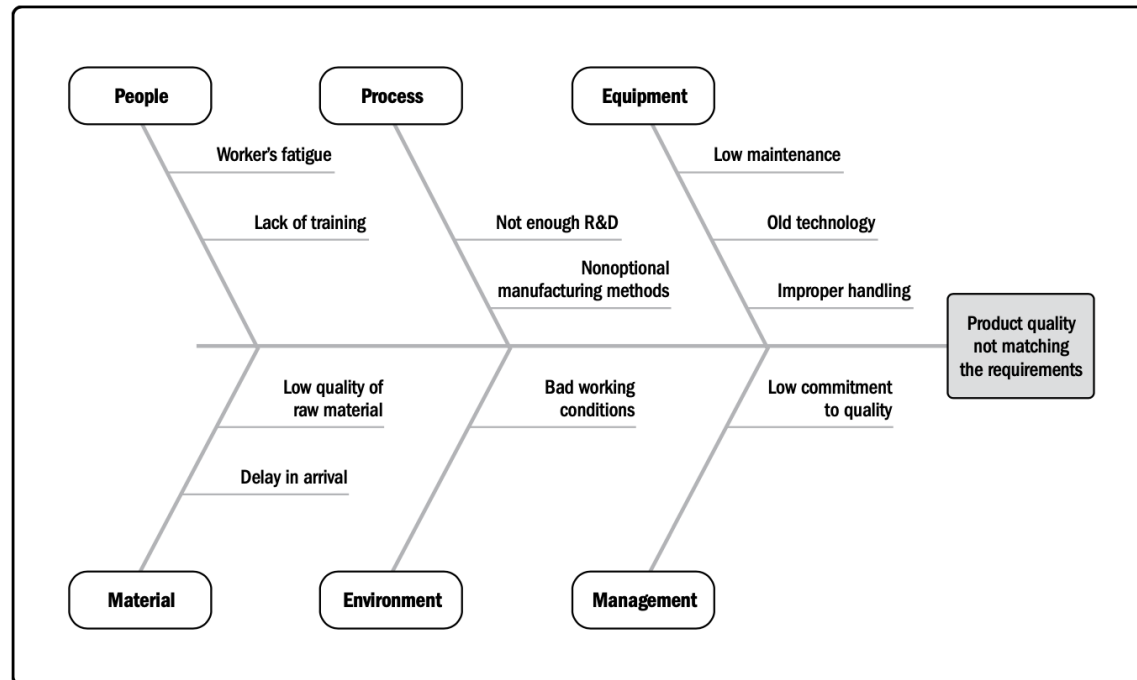 People
Process
Equipment
Worker's fatigue
Low maintenance
Lack of training
Not enough R&D
Old technology
Nonoptional
manufacturing methods
Improper handling
Product quality
not matching
the requirements
Low quality of
raw material
Bad working
conditions
Low commitment
to quality
Delay in arrival
Material
Environment
Management